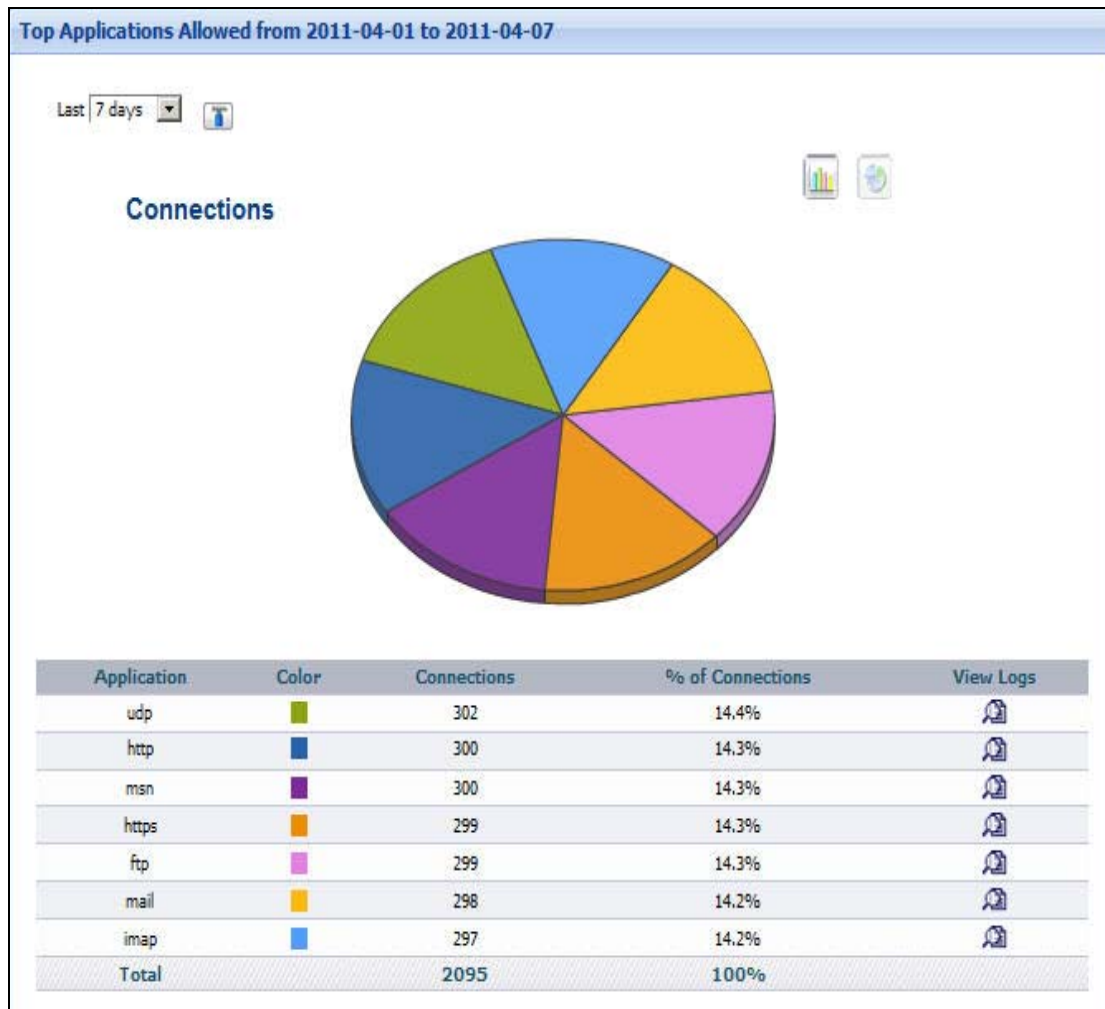 Top Applications Allowed from 2011-04-01 to 2011-04-07
Last 7 days
Connections
Application Color Connections % of Connections View Logs
udp 302 14.4%
http 300 14.3%
msn 300 14.3%
https 299 14.3%
ftp 299 14.3%
mail 298 14.2%
imap 297 14.2%
Total 2095 100%